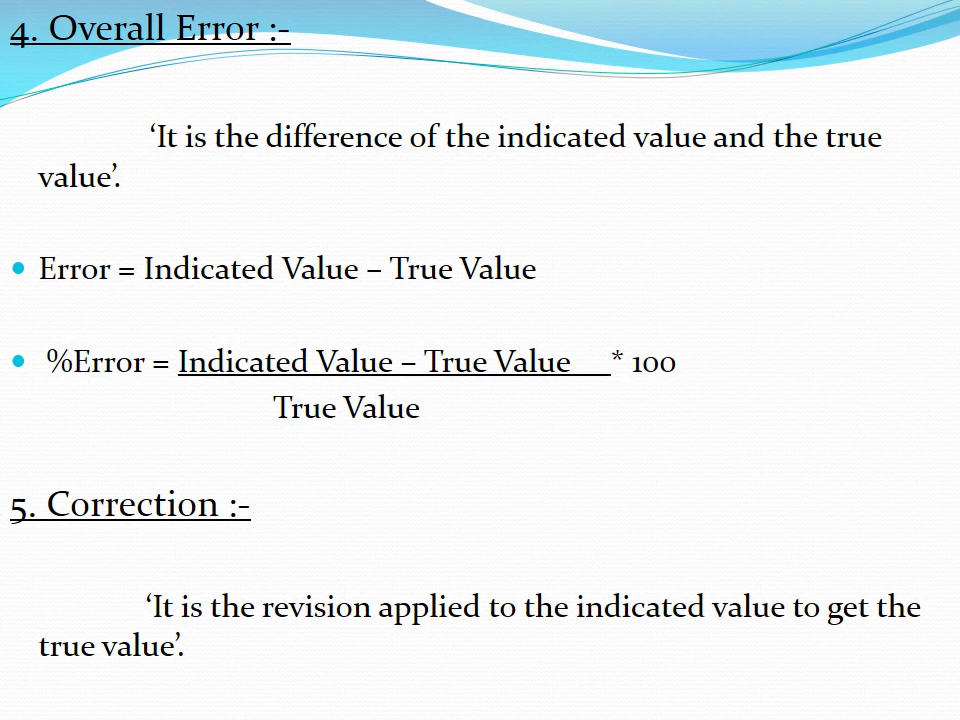 4. Overall Error :-
‘It is the difference of the indicated value and the true
value’.
Error = Indicated Value – True Value
%Error = Indicated Value – True Value * 100
True Value
5. Correction :-
‘It is the revision applied to the indicated value to get the
true value’.